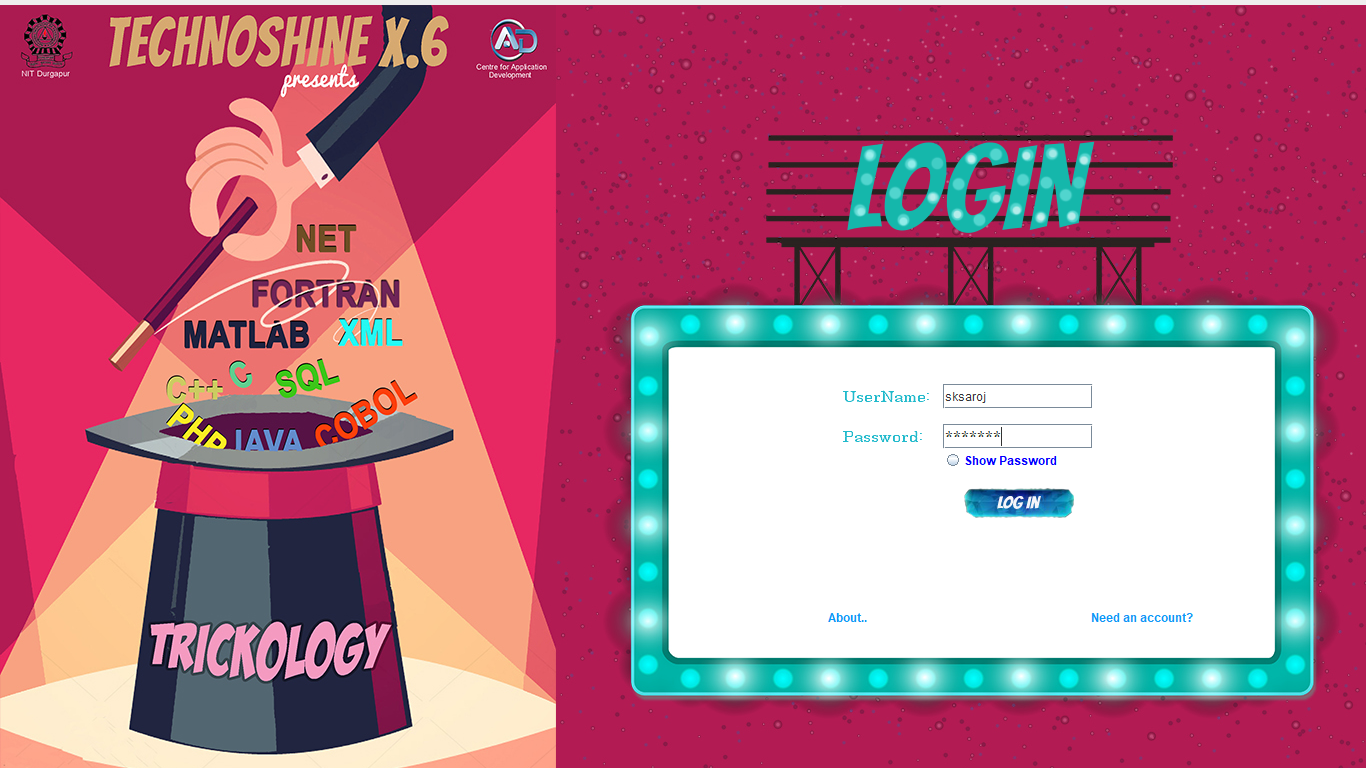 TECHNOSHINE X.6
presents
NIT Durgapur
AD
Centre for Application
Development
NET
FORTRAN
MATLAB
XML
C++
C
SQL
PHP
JAVA
COBOL
TRICKOLOGY
LOGIN
UserName:
sksaroj
Password:
*******
Show Password
LOG IN
About..
Need an account?